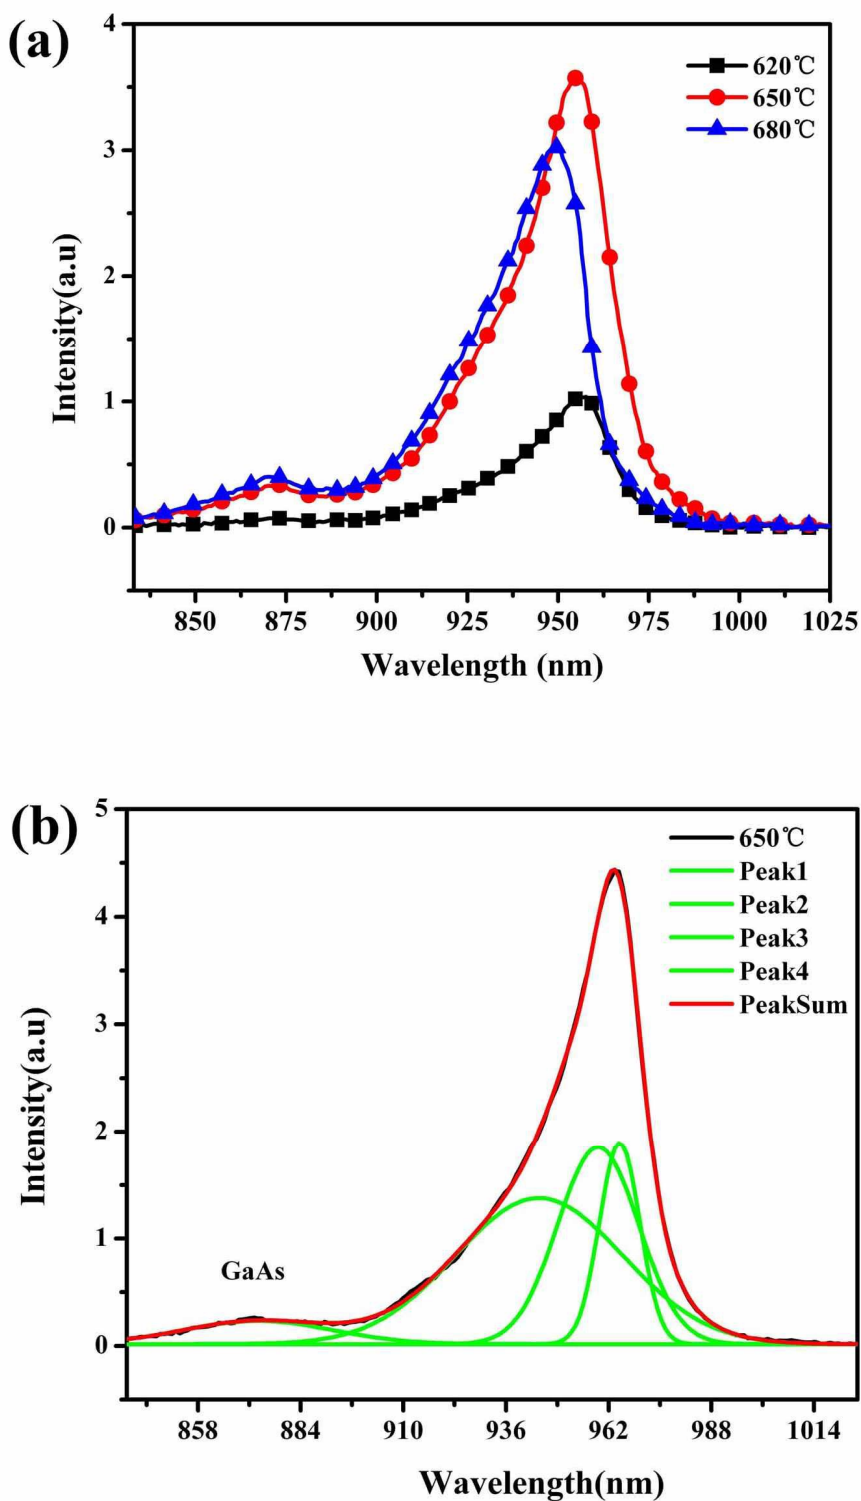 (a)
4
3
2
1
0
Intensity(a.u)
620℃
650℃
680℃
850 875 900 925 950 975 1000 1025
Wavelength (nm)
(b)
5
4
3
2
1
0
Intensity(a.u)
650℃
Peak1
Peak2
Peak3
Peak4
PeakSum
GaAs
858 884 910 936 962 988 1014
Wavelength(nm)